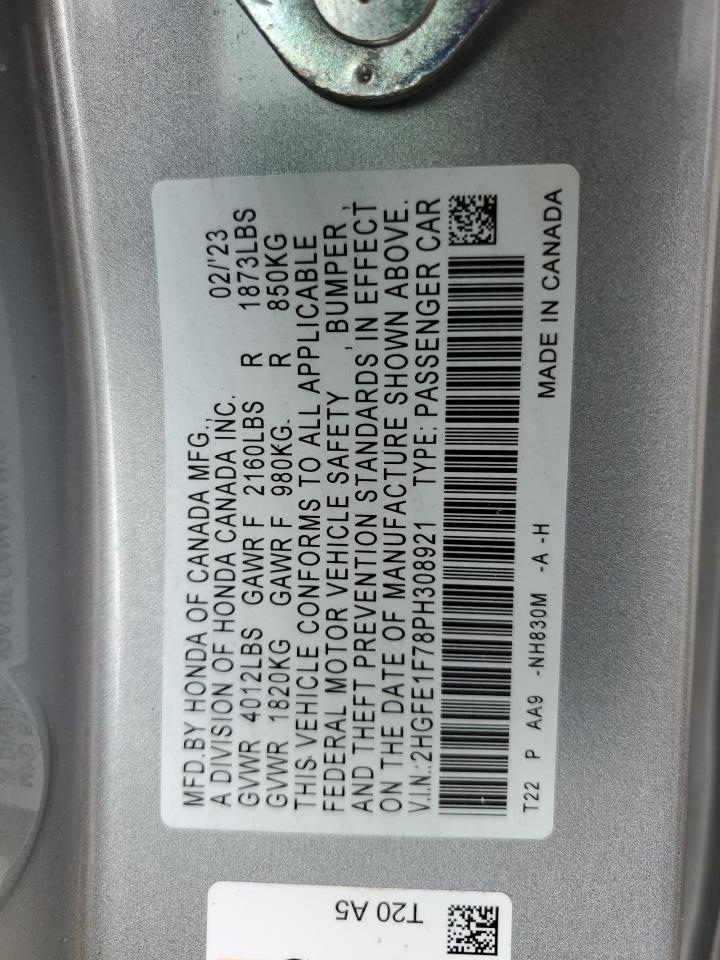 MFD.BY HONDA OF CANADA MFG.,
A DIVISION OF HONDA CANADA INC. 02/'23
GVWR 4012LBS GAWR F 2160LBS R 1873LBS
GVWR 1820KG GAWR F 980KG. R 850KG
THIS VEHICLE CONFORMS TO ALL APPLICABLE
FEDERAL MOTOR VEHICLE SAFETY , BUMPER ,
AND THEFT PREVENTION STANDARDS IN EFFECT
ON THE DATE OF MANUFACTURE SHOWN ABOVE.
V.I.N.:2HGFE1F78PH308921 TYPE: PASSENGER CAR
T22 P AA9 -NH830M -A -H
MADE IN CANADA
T20 A5